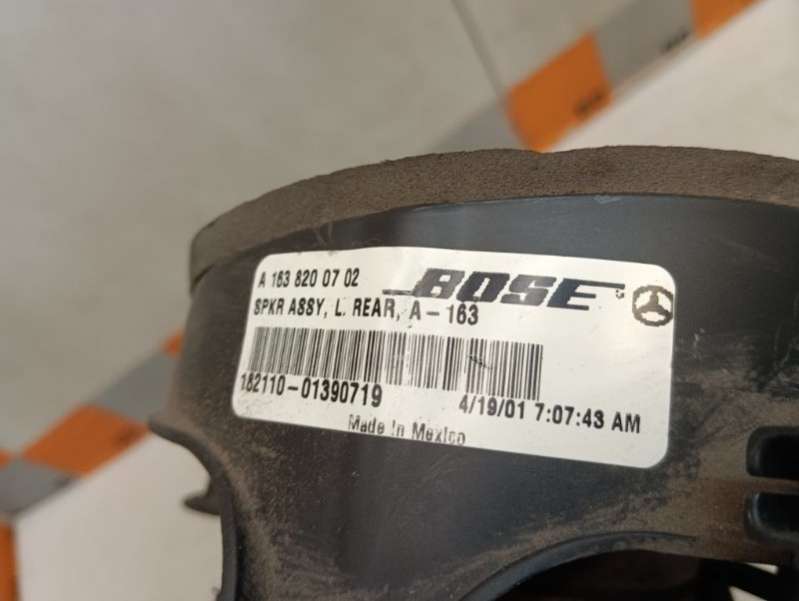 A 163 820 07 02 BOSE
SPKR ASSY, L. REAR, A-163
182110-01390719
4/19/01 7:07:43 AM
Made In Mexico